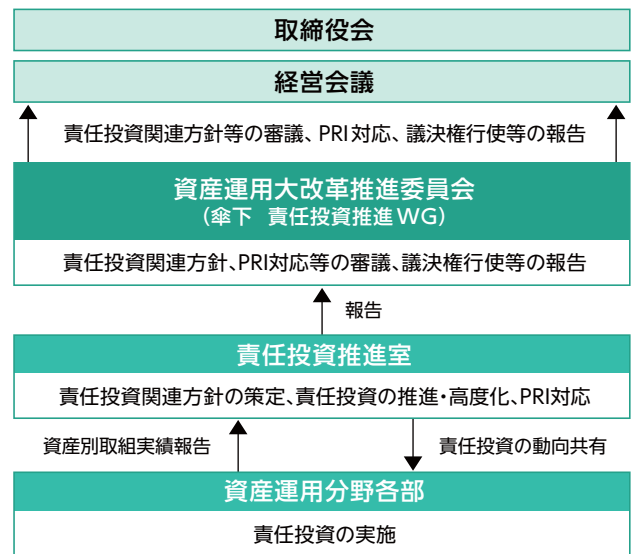 取締役会
経営会議
責任投資関連方針等の審議、PRI対応、議決権行使等の報告
資産運用大改革推進委員会
(傘下 責任投資推進WG)
責任投資関連方針、PRI対応等の審議、議決権行使等の報告
報告
責任投資推進室
責任投資関連方針の策定、責任投資の推進・高度化、PRI対応
資産別取組実績報告
責任投資の動向共有
資産運用分野各部
責任投資の実施